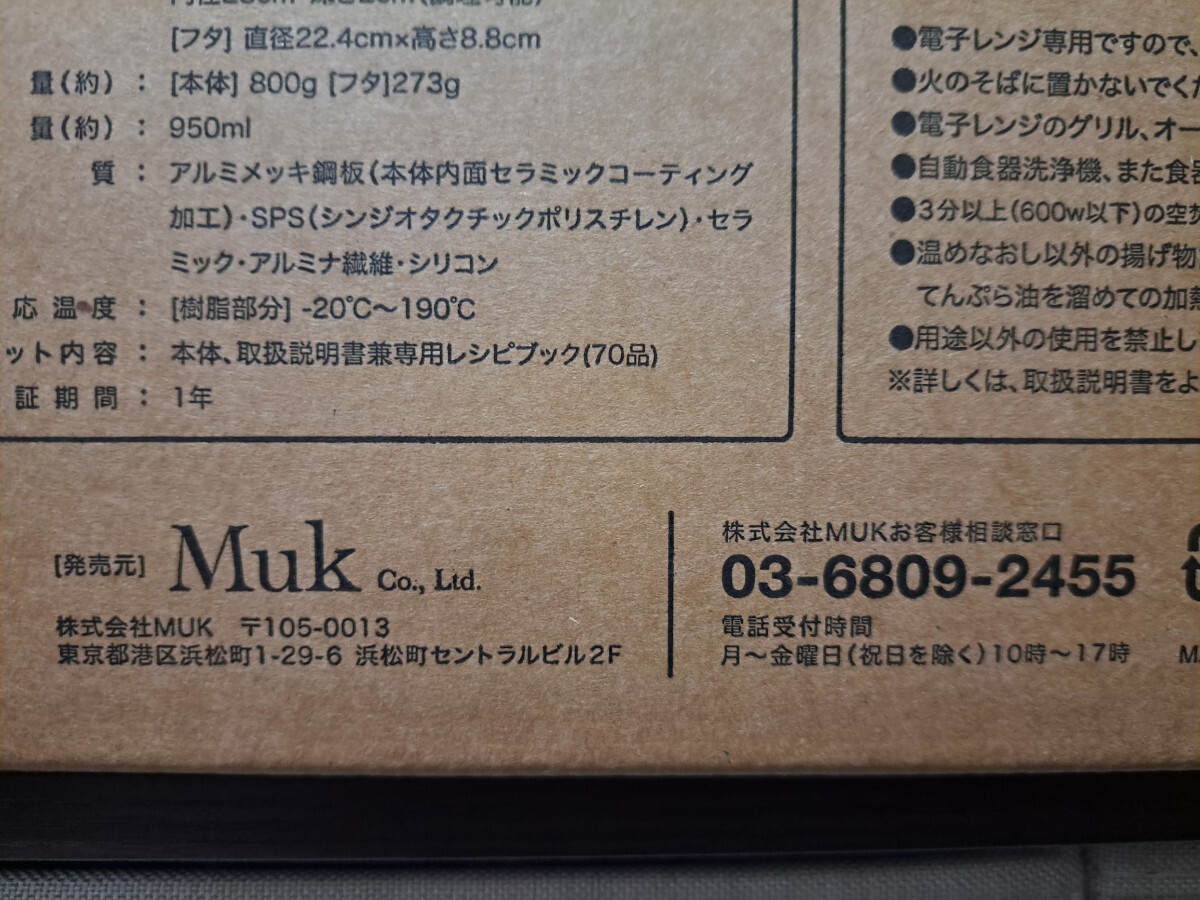 [フタ] 直径22.4cm×高さ8.8cm
量(約) : [本体] 800g [フタ]273g
量(約) : 950ml
質 : アルミメッキ鋼板(本体内面セラミックコーティング
加工)・SPS(シンジオタクチックポリスチレン)・セラ
ミック・アルミナ繊維・シリコン
応温度 : [樹脂部分] -20℃～190℃
ット内容 : 本体、取扱説明書兼専用レシピブック(70品)
証期間 : 1年
●電子レンジ専用ですので、
●火のそばに置かないでくだ
●電子レンジのグリル、オー
●自動食器洗浄機、また食器
●3分以上(600w以下)の空焚
●温めなおし以外の揚げ物
てんぷら油を溜めての加熱
●用途以外の使用を禁止し
※詳しくは、取扱説明書をよ
[発売元] Muk Co., Ltd.
株式会社MUK 〒105-0013
東京都港区浜松町1-29-6 浜松町セントラルビル2F
株式会社MUKお客様相談窓口
03-6809-2455
電話受付時間
月～金曜日(祝日を除く)10時～17時